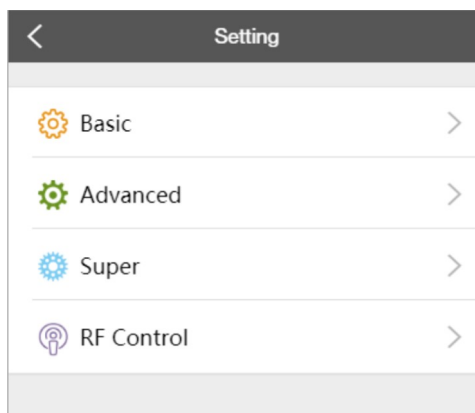 Setting
Basic
Advanced
Super
RF Control